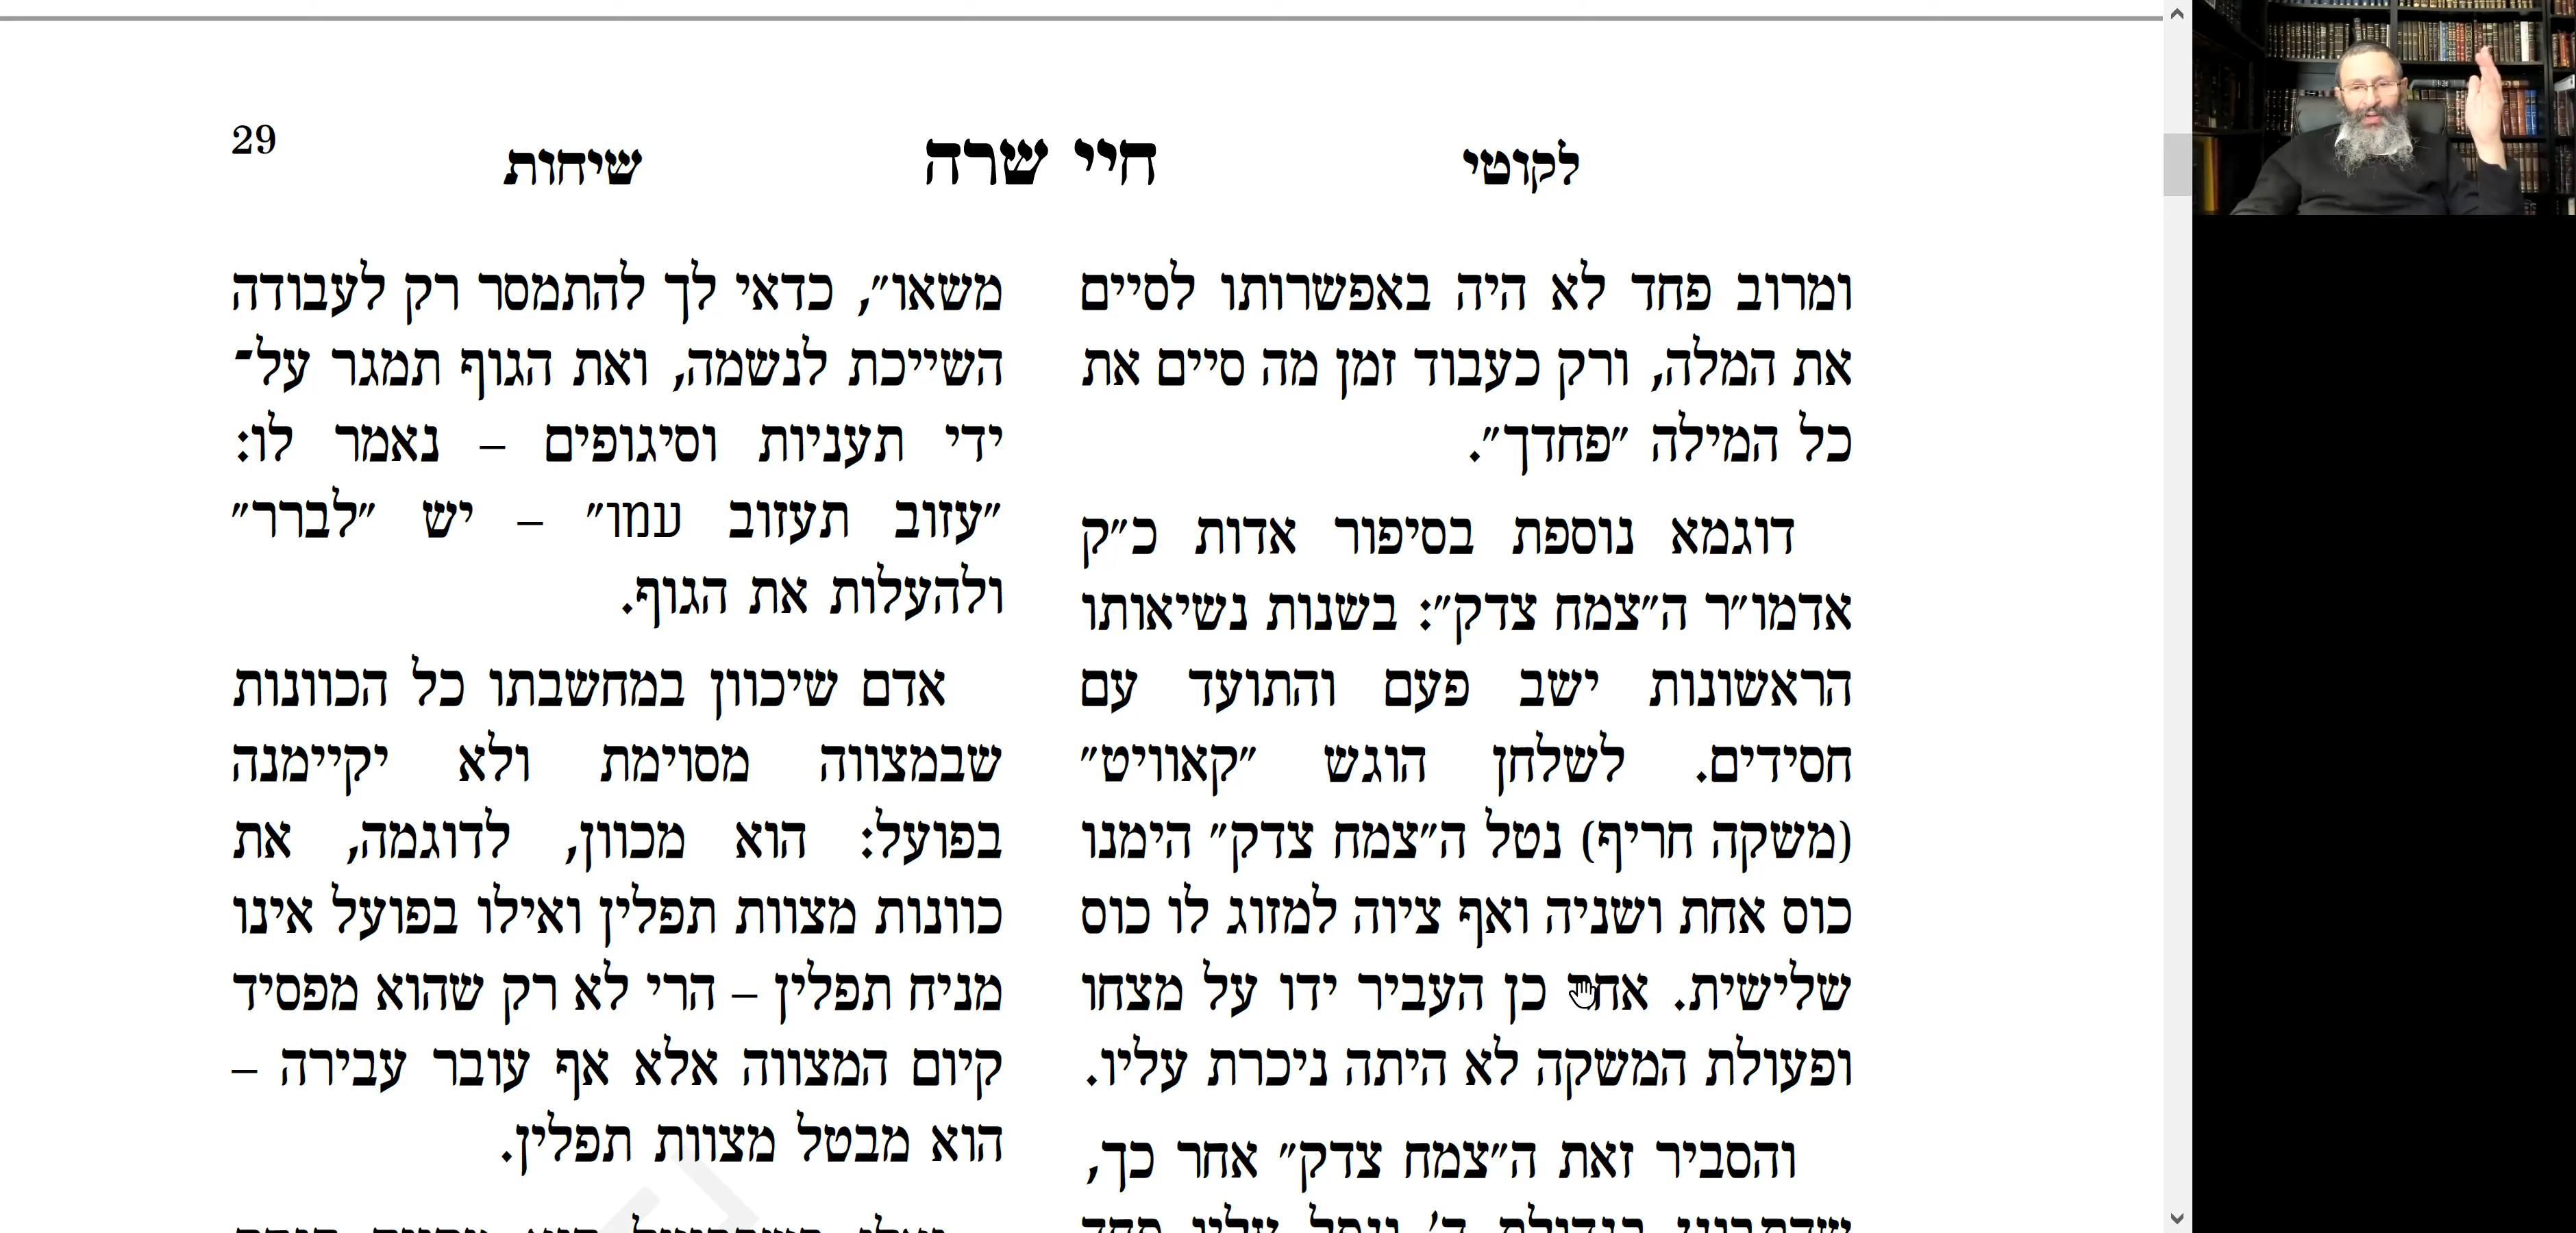 לקוטי חיי שרה שיחות 29
ומרוב פחד לא היה באפשרותו לסיים
את המלה, ורק כעבוד זמן מה סיים את
כל המילה "פחדך".
דוגמא נוספת בסיפור אדות כ"ק
אדמו"ר ה"צמח צדק": בשנות נשיאותו
הראשונות ישב פעם והתועד עם
חסידים. לשלחן הוגש "קאוויט"
(משקה חריף) נטל ה"צמח צדק" הימנו
כוס אחת ושניה ואף ציוה למזוג לו כוס
שלישית. כן העביר ידו על מצחו
ופעולת המשקה לא היתה ניכרת עליו.
והסביר זאת ה"צמח צדק" אחר כך,
משאו", כדאי לך להתמסר רק לעבודה
השייכת לנשמה, ואת הגוף תמגר על־
ידי תעניות וסיגופים – נאמר לו:
"עזוב תעזוב עמו" – יש "לברר"
ולהעלות את הגוף.
אדם שיכוון במחשבתו כל הכוונות
שבמצווה מסוימת ולא יקיימנה
בפועל: הוא מכוון, לדוגמה, את
כוונות מצוות תפלין ואילו בפועל אינו
מניח תפלין – הרי לא רק שהוא מפסיד
קיום המצווה אלא אף עובר עבירה –
הוא מבטל מצוות תפלין.